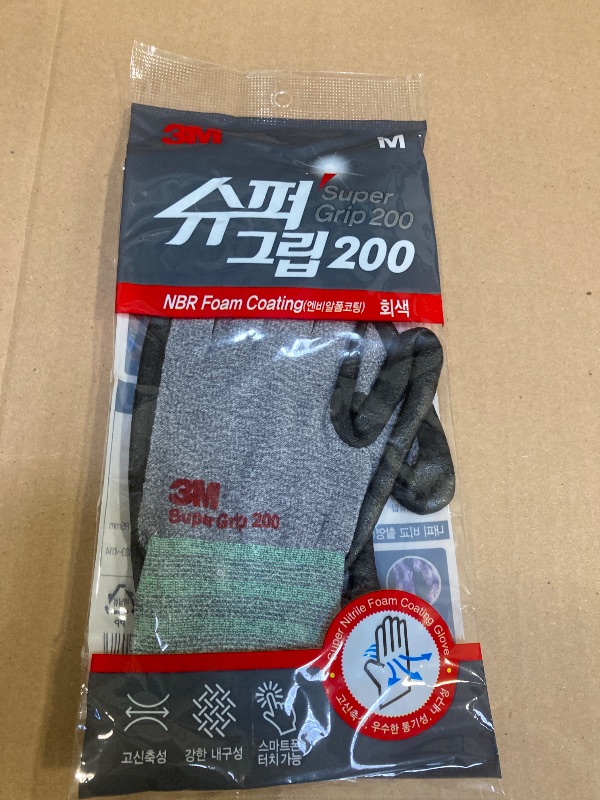 3M
M
슈퍼
Super
Grip 200
그립 200
NBR Foam Coating(엔비알폼코팅) 회색
3M
Super Grip 200
Super Nitrile Foam Coating Glove
고신축, 우수한 통기성, 내구성
고신축성
강한 내구성
스마트폰
터치 가능
PP